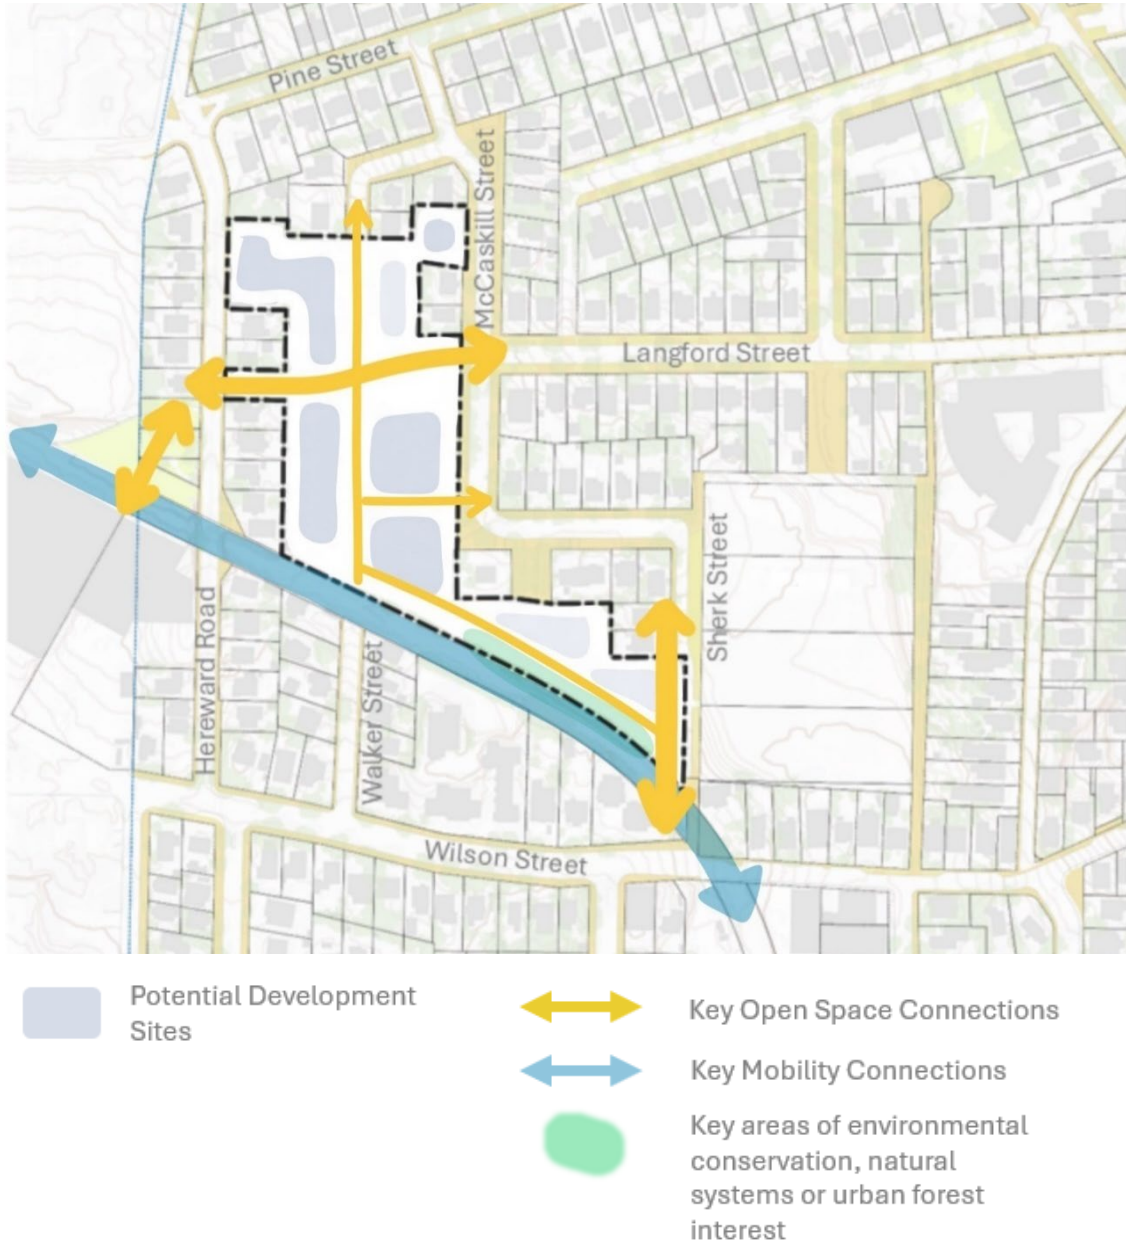 Pine Street
McCaskill Street
Langford Street
Sherk Street
Hereward Road
Walker Street
Wilson Street
Potential Development
Sites
Key Open Space Connections
Key Mobility Connections
Key areas of environmental
conservation, natural
systems or urban forest
interest